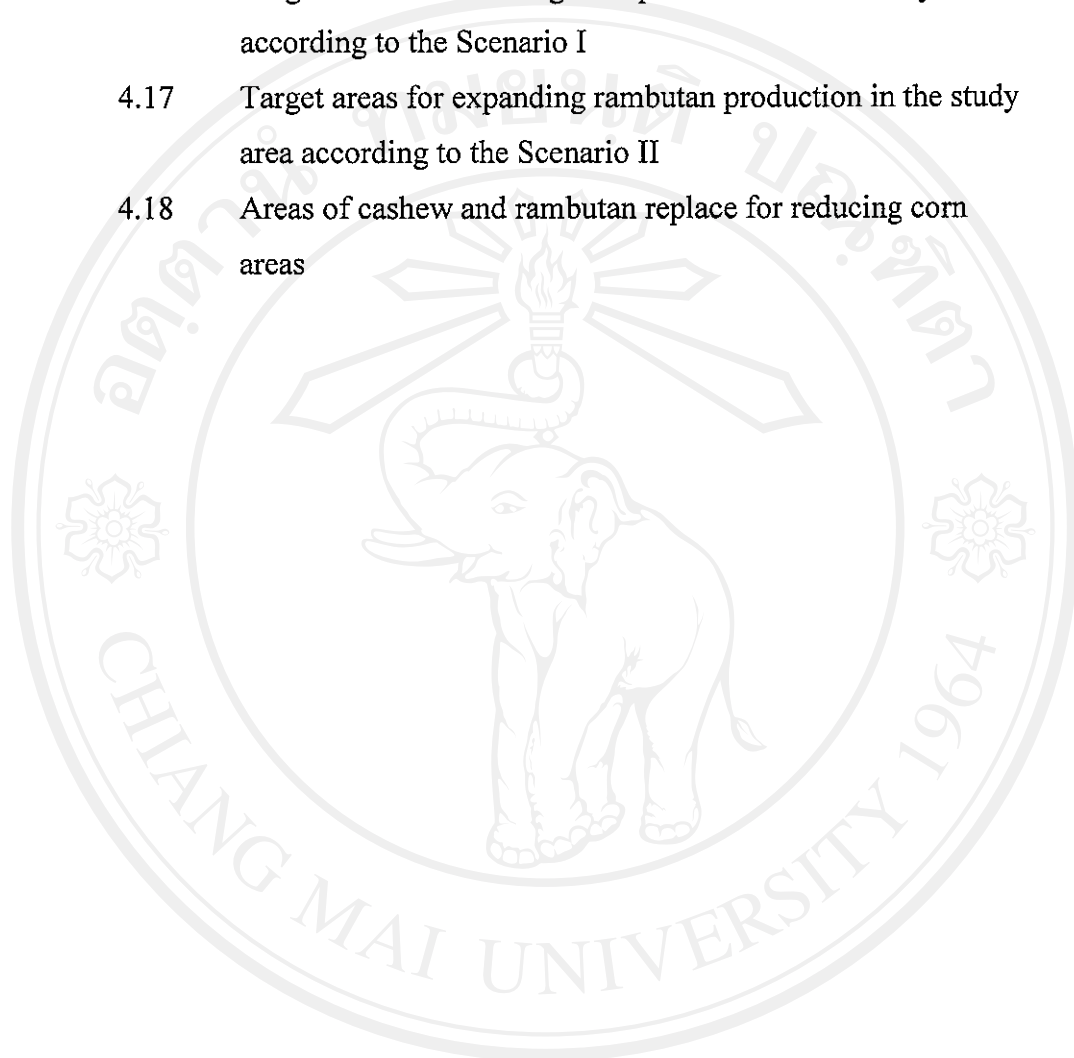 according to the Scenario I
4.17 Target areas for expanding rambutan production in the study
area according to the Scenario II
4.18 Areas of cashew and rambutan replace for reducing corn
areas
CHIANG MAI UNIVERSITY 1964